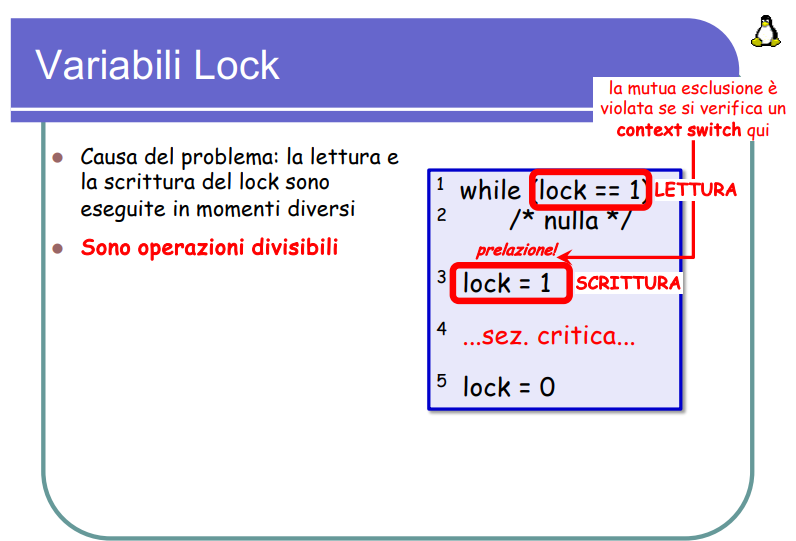 Variabili Lock
la mutua esclusione è
violata se si verifica un
context switch qui
Causa del problema: la lettura e
la scrittura del lock sono
eseguite in momenti diversi
Sono operazioni divisibili
1 while (lock == 1) LETTURA
2 /* nulla */
prelazione!
3 lock = 1 SCRITTURA
4 ...sez. critica...
5 lock = 0